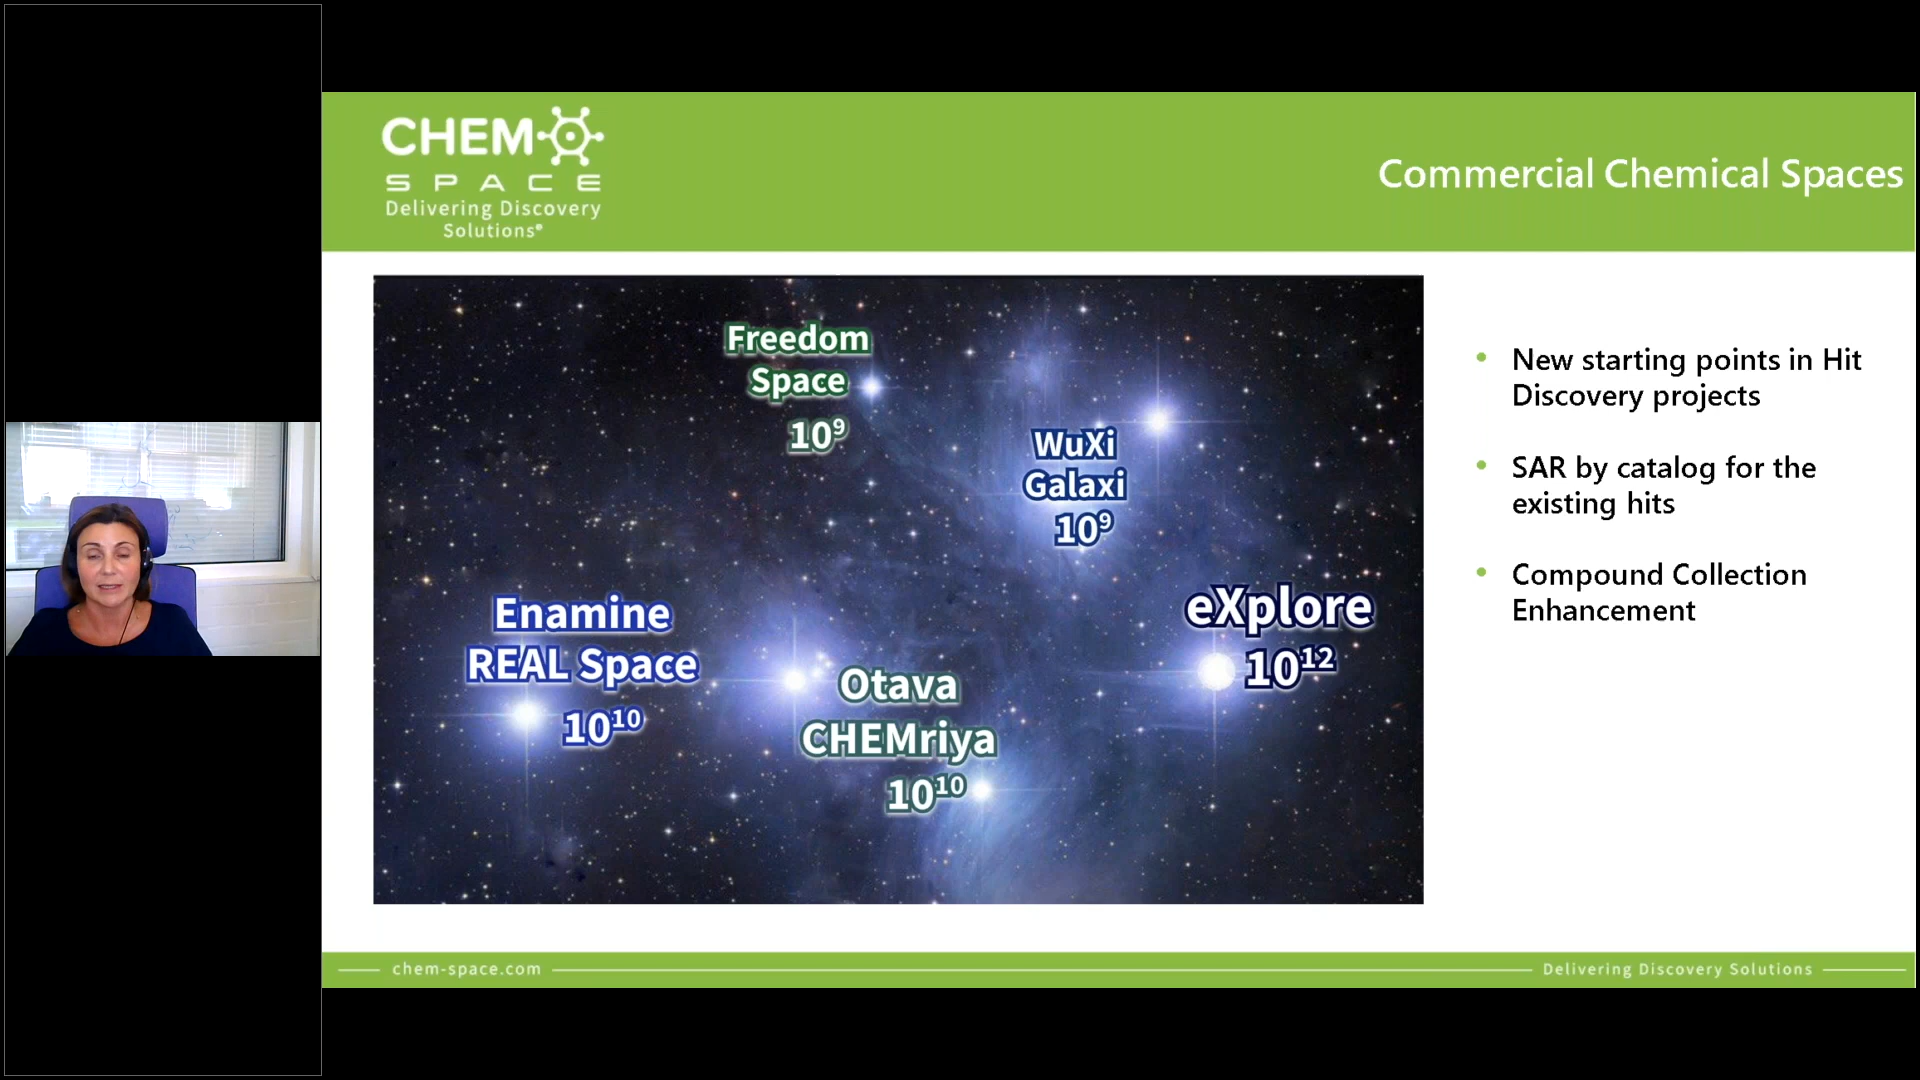 CHEM
SPACE
Delivering Discovery
Solutions®
Commercial Chemical Spaces
Freedom
Space
10⁹
WuXi
Galaxi
10⁹
Enamine
REAL Space
10¹⁰
Otava
CHEMriya
10¹⁰
eXplore
10¹²
• New starting points in Hit
Discovery projects
• SAR by catalog for the
existing hits
• Compound Collection
Enhancement
chem-space.com
Delivering Discovery Solutions